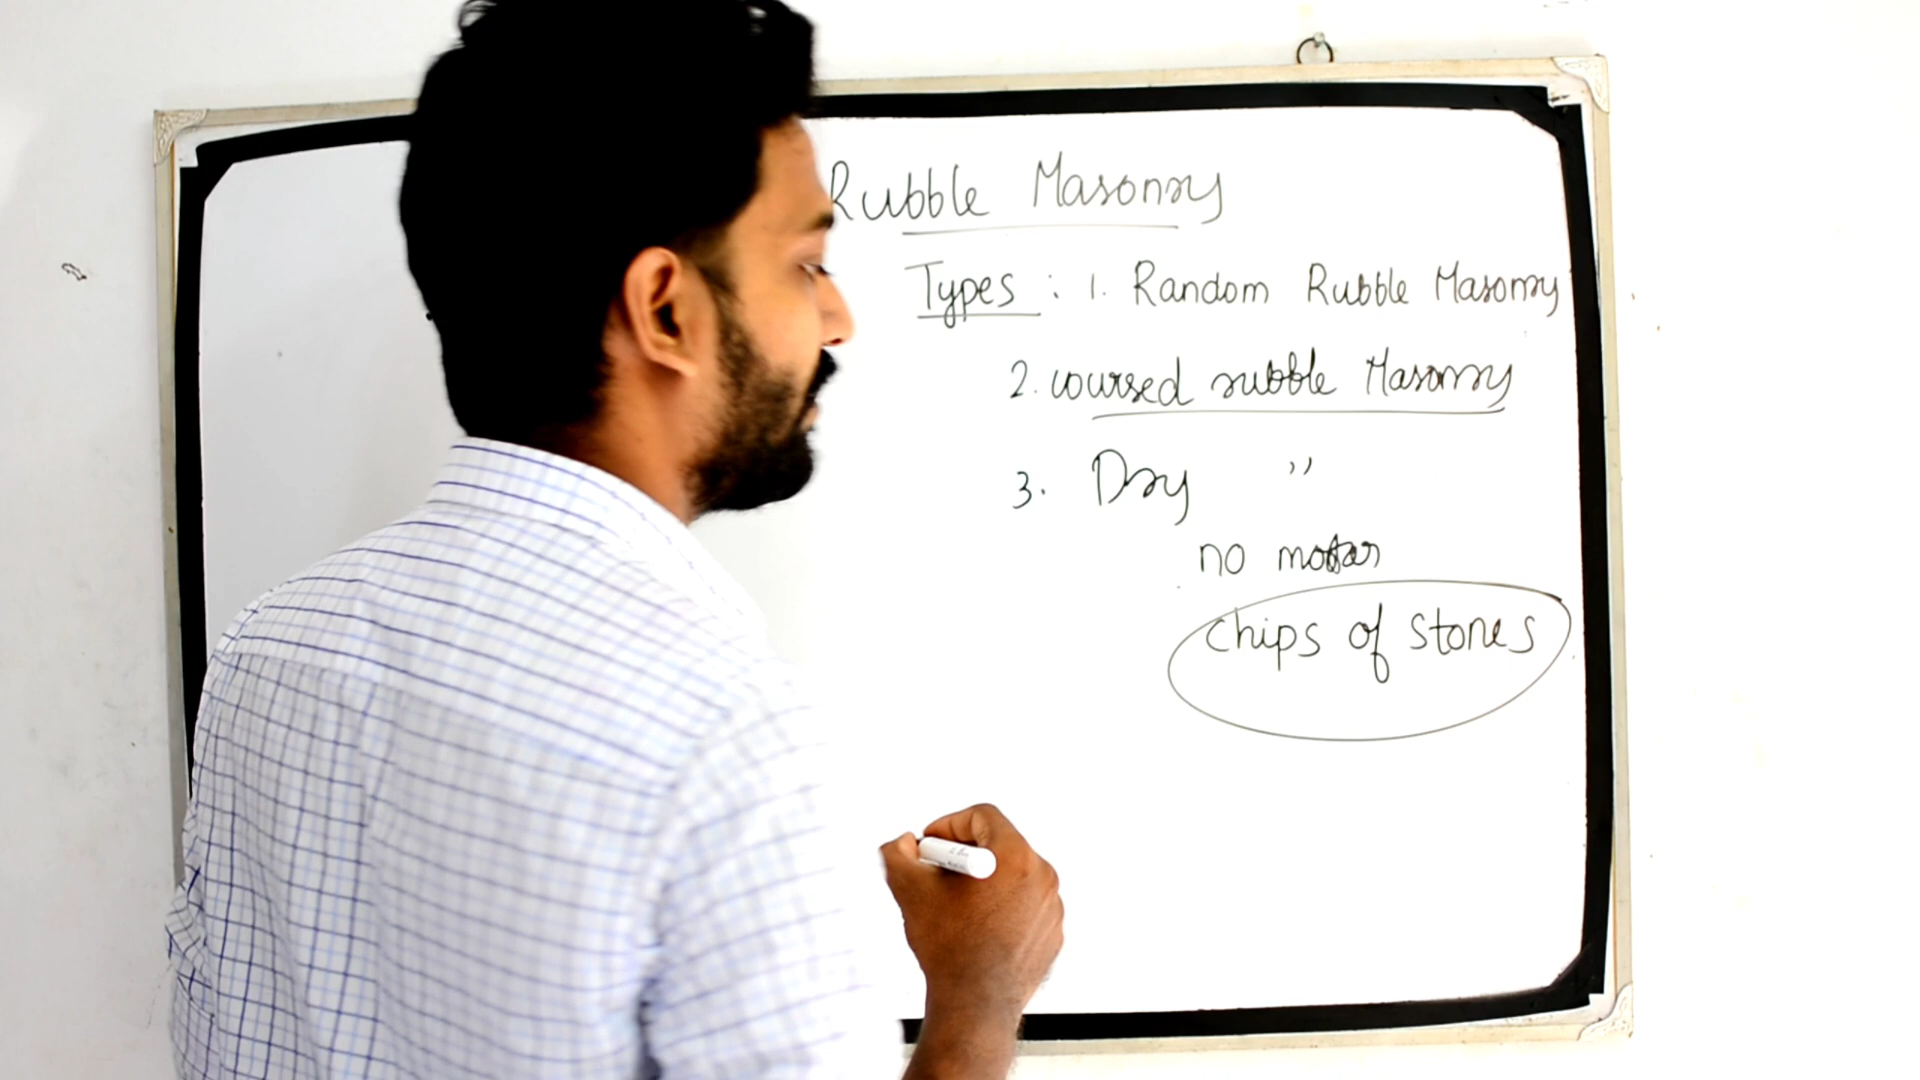 Rubble Masonry
Types : 1. Random Rubble Masonry
2. coursed rubble Masonry
3. Dry ”
no mortar
chips of stones